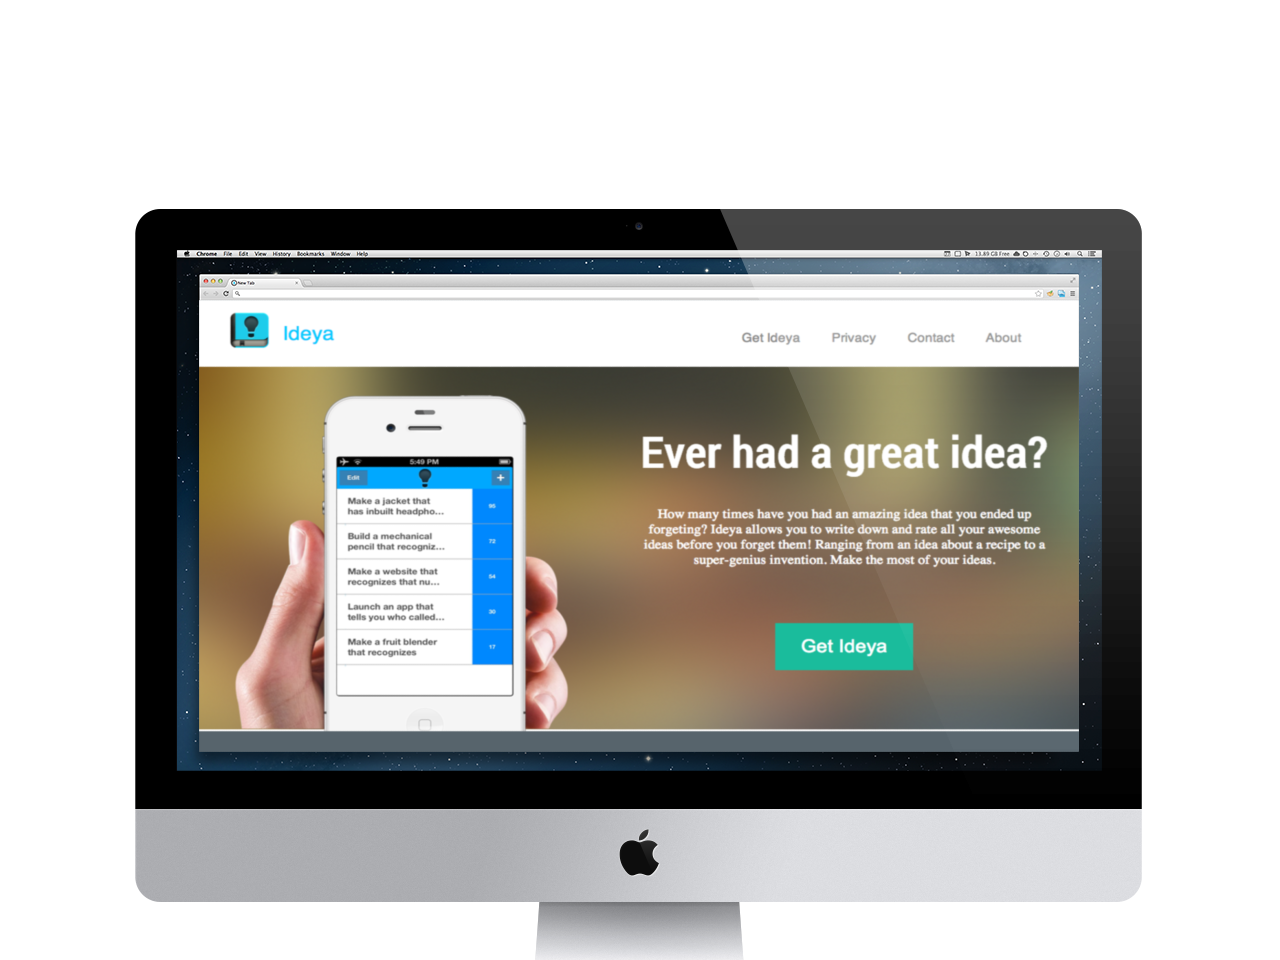 Chrome File Edit View History Bookmarks Window Help
13.89 GB Free
New Tab
Ideya
Get Ideya Privacy Contact About
5:49 PM
Edit
Make a jacket that
has inbuilt headpho...
95
Build a mechanical
pencil that recogniz...
72
Make a website that
recognizes that nu...
54
Launch an app that
tells you who called...
30
Make a fruit blender
that recognizes
17
Ever had a great idea?
How many times have you had an amazing idea that you ended up
forgeting? Ideya allows you to write down and rate all your awesome
ideas before you forget them! Ranging from an idea about a recipe to a
super-genius invention. Make the most of your ideas.
Get Ideya